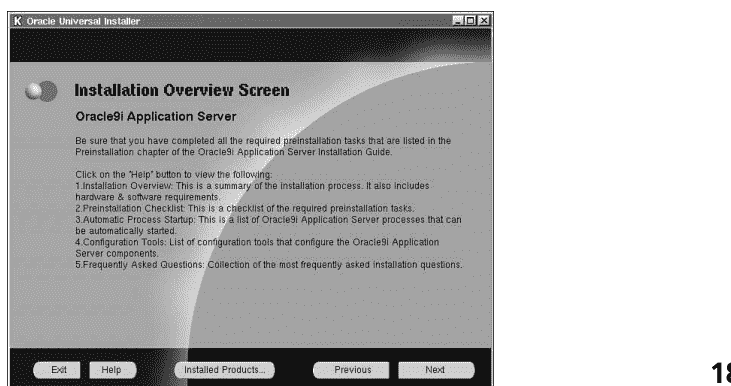 K Oracle Universal Installer
Installation Overview Screen
Oracle9i Application Server
Be sure that you have completed all the required preinstallation tasks that are listed in the
Preinstallation chapter of the Oracle9i Application Server Installation Guide.
Click on the "Help" button to view the following:
1.Installation Overview: This is a summary of the installation process. It also includes
hardware & software requirements.
2.Preinstallation Checklist: This is a checklist of the required preinstallation tasks.
3.Automatic Process Startup: This is a list of Oracle9i Application Server processes that can
be automatically started.
4.Configuration Tools: List of configuration tools that configure the Oracle9i Application
Server components.
5.Frequently Asked Questions: Collection of the most frequently asked installation questions.
Exit Help Installed Products... Previous Next
18